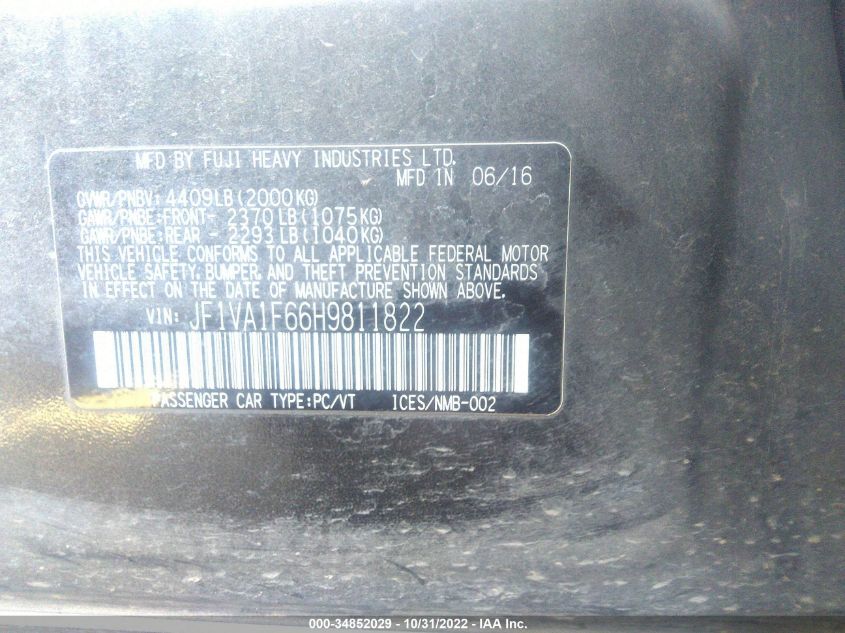 MFD BY FUJI HEAVY INDUSTRIES LTD.
MFD IN 06/16
GVWR/PNBV: 4409LB(2000KG)
GAWR/PNBE:FRONT- 2370LB(1075KG)
GAWR/PNBE:REAR - 2293LB(1040KG)
THIS VEHICLE CONFORMS TO ALL APPLICABLE FEDERAL MOTOR
VEHICLE SAFETY, BUMPER, AND THEFT PREVENTION STANDARDS
IN EFFECT ON THE DATE OF MANUFACTURE SHOWN ABOVE.
VIN: JF1VA1F66H9811822
PASSENGER CAR TYPE:PC/VT ICES/NMB-002
000-34852029 - 10/31/2022 - IAA Inc.